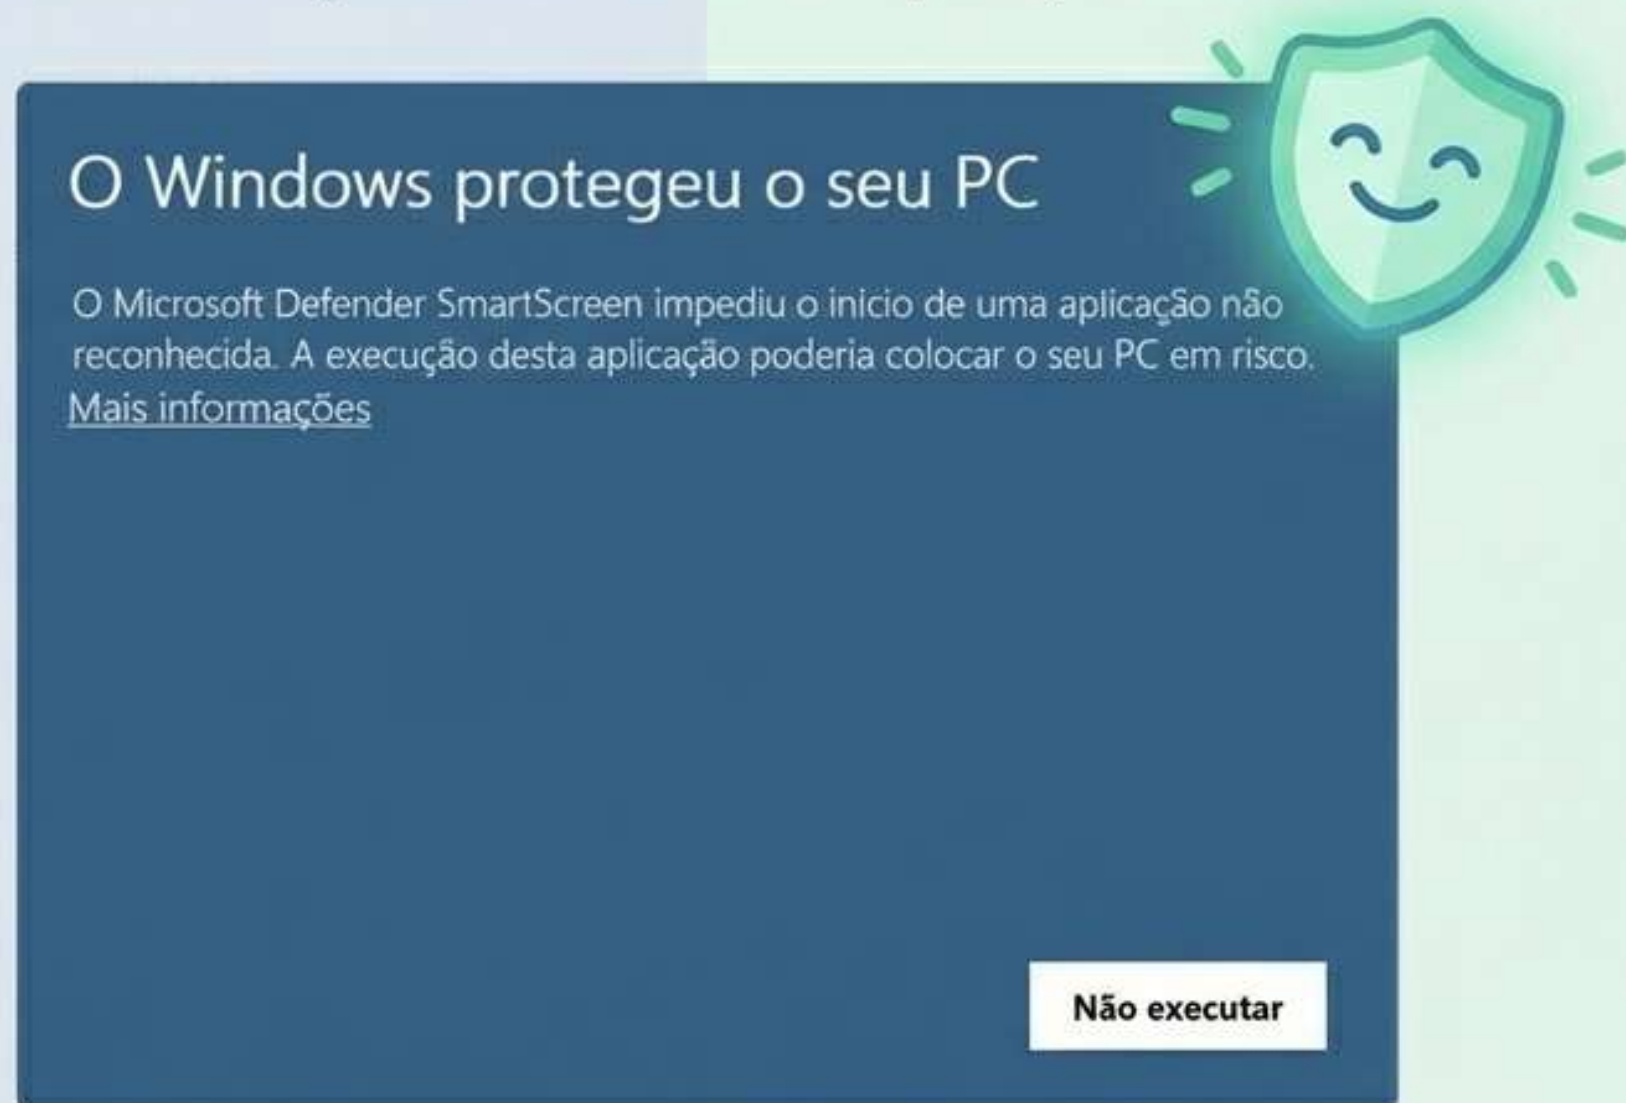 O Windows protegeu o seu PC
O Microsoft Defender SmartScreen impediu o inicio de uma aplicação não
reconhecida. A execução desta aplicação poderia colocar o seu PC em risco.
Mais informações
Não executar